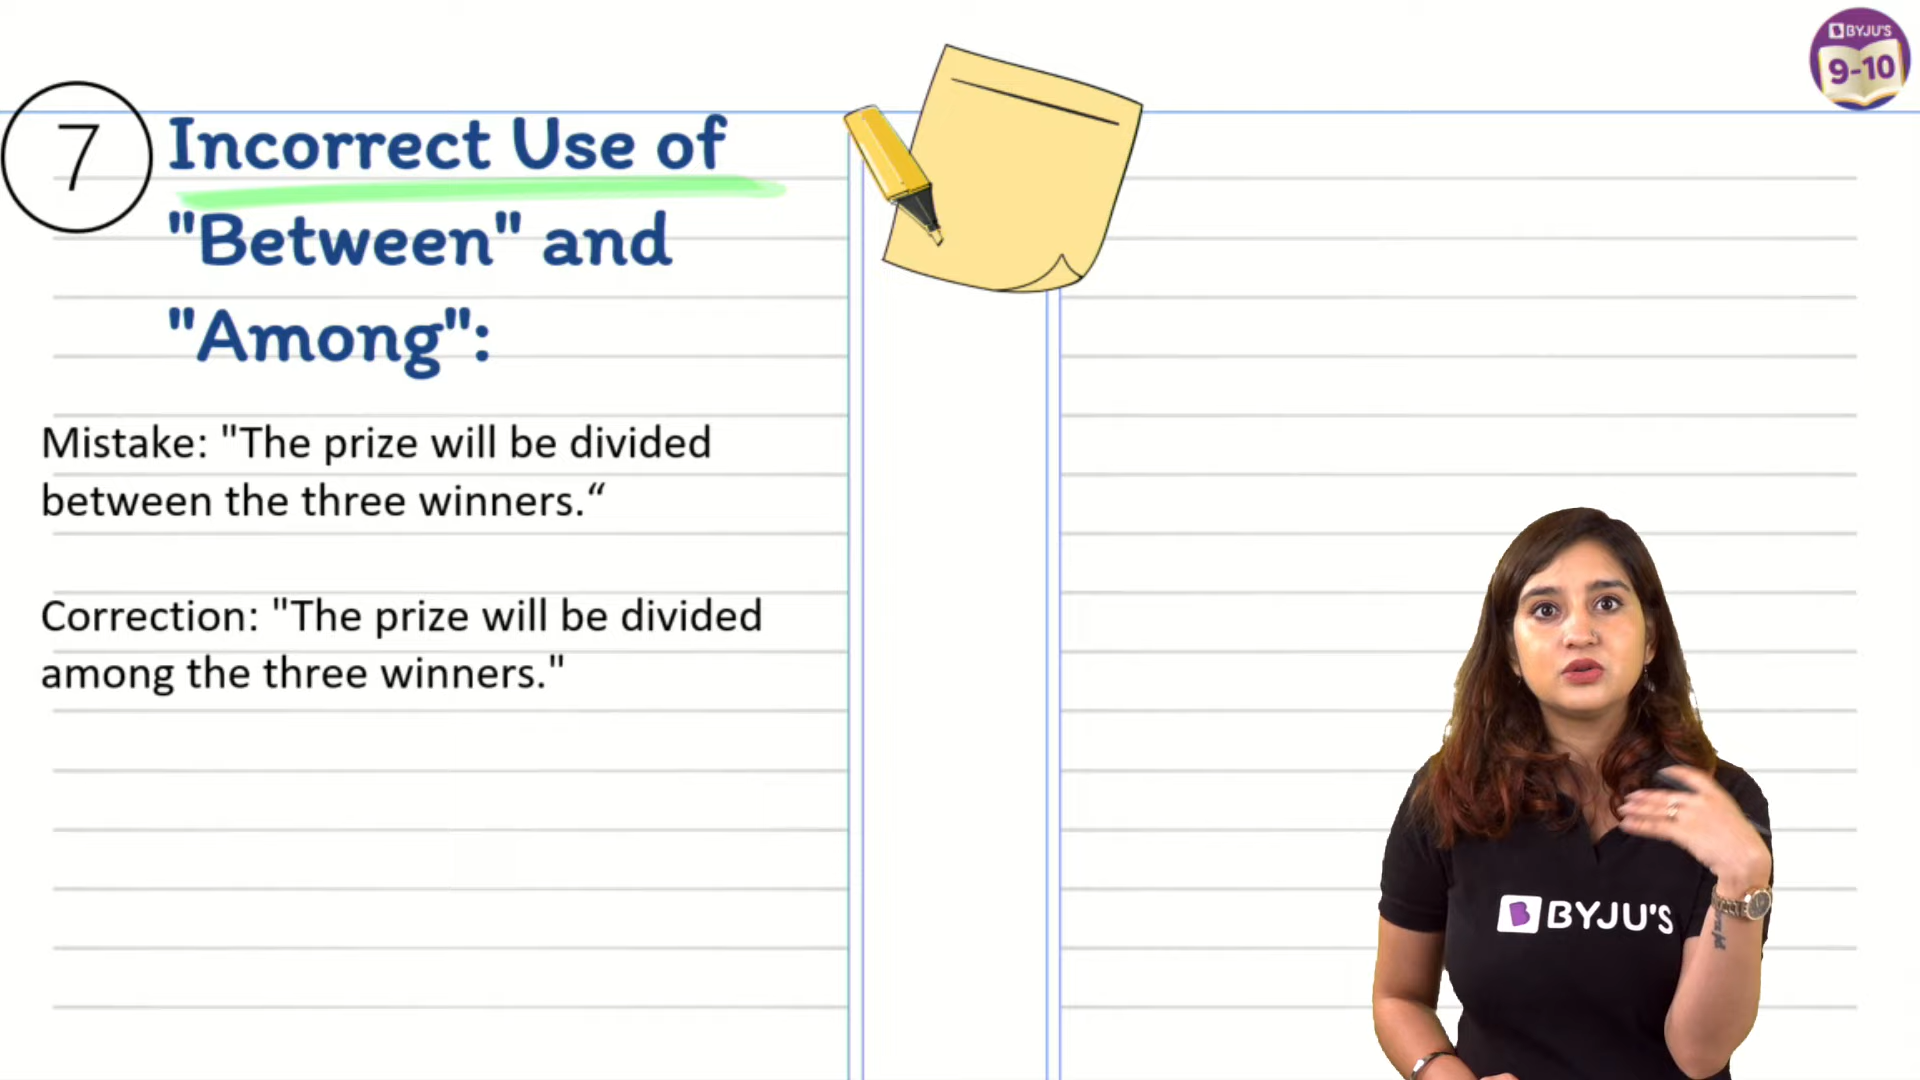 BYJU'S
9-10
7
Incorrect Use of
"Between" and
"Among":
Mistake: "The prize will be divided
between the three winners.“
Correction: "The prize will be divided
among the three winners."
BYJU'S